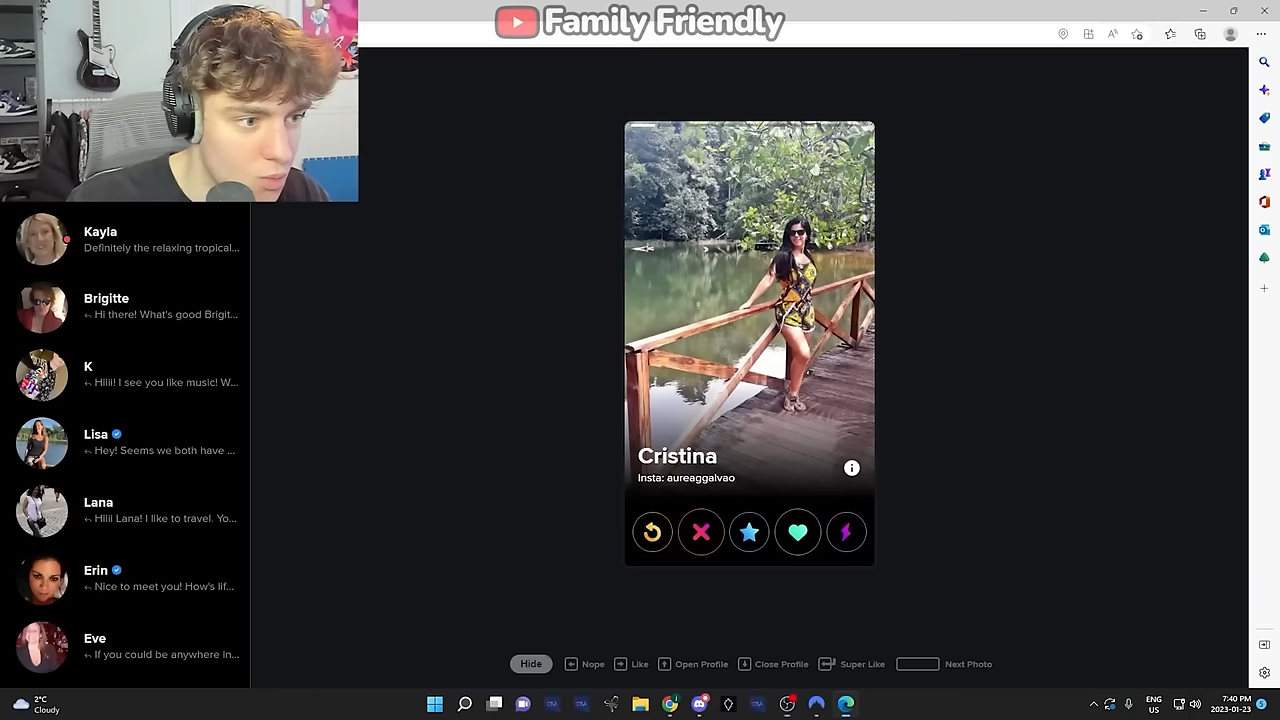 Family Friendly
Kayla
Definitely the relaxing tropical...
Brigitte
Hi there! What's good Brigit...
K
Hiiii! I see you like music! W...
Lisa
Hey! Seems we both have ...
Lana
Hiiii Lana! I like to travel. Yo...
Erin
Nice to meet you! How's lif...
Eve
If you could be anywhere in...
Cristina
Insta: aureaggalvao
Hide Nope Like Open Profile Close Profile Super Like Next Photo
2°C
Cloudy
ENG
US
7:40 PM
2023-01-23